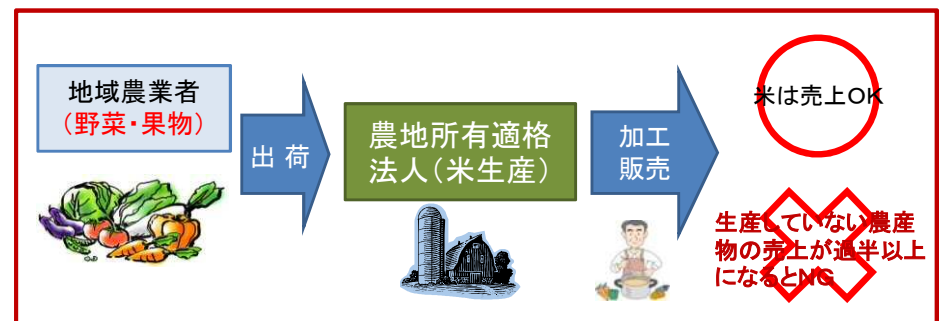 地域農業者
（野菜・果物）
出 荷
農地所有適格
法人（米生産）
加工
販売
米は売上OK
生産していない農産
物の売上が過半以上
になるとNG